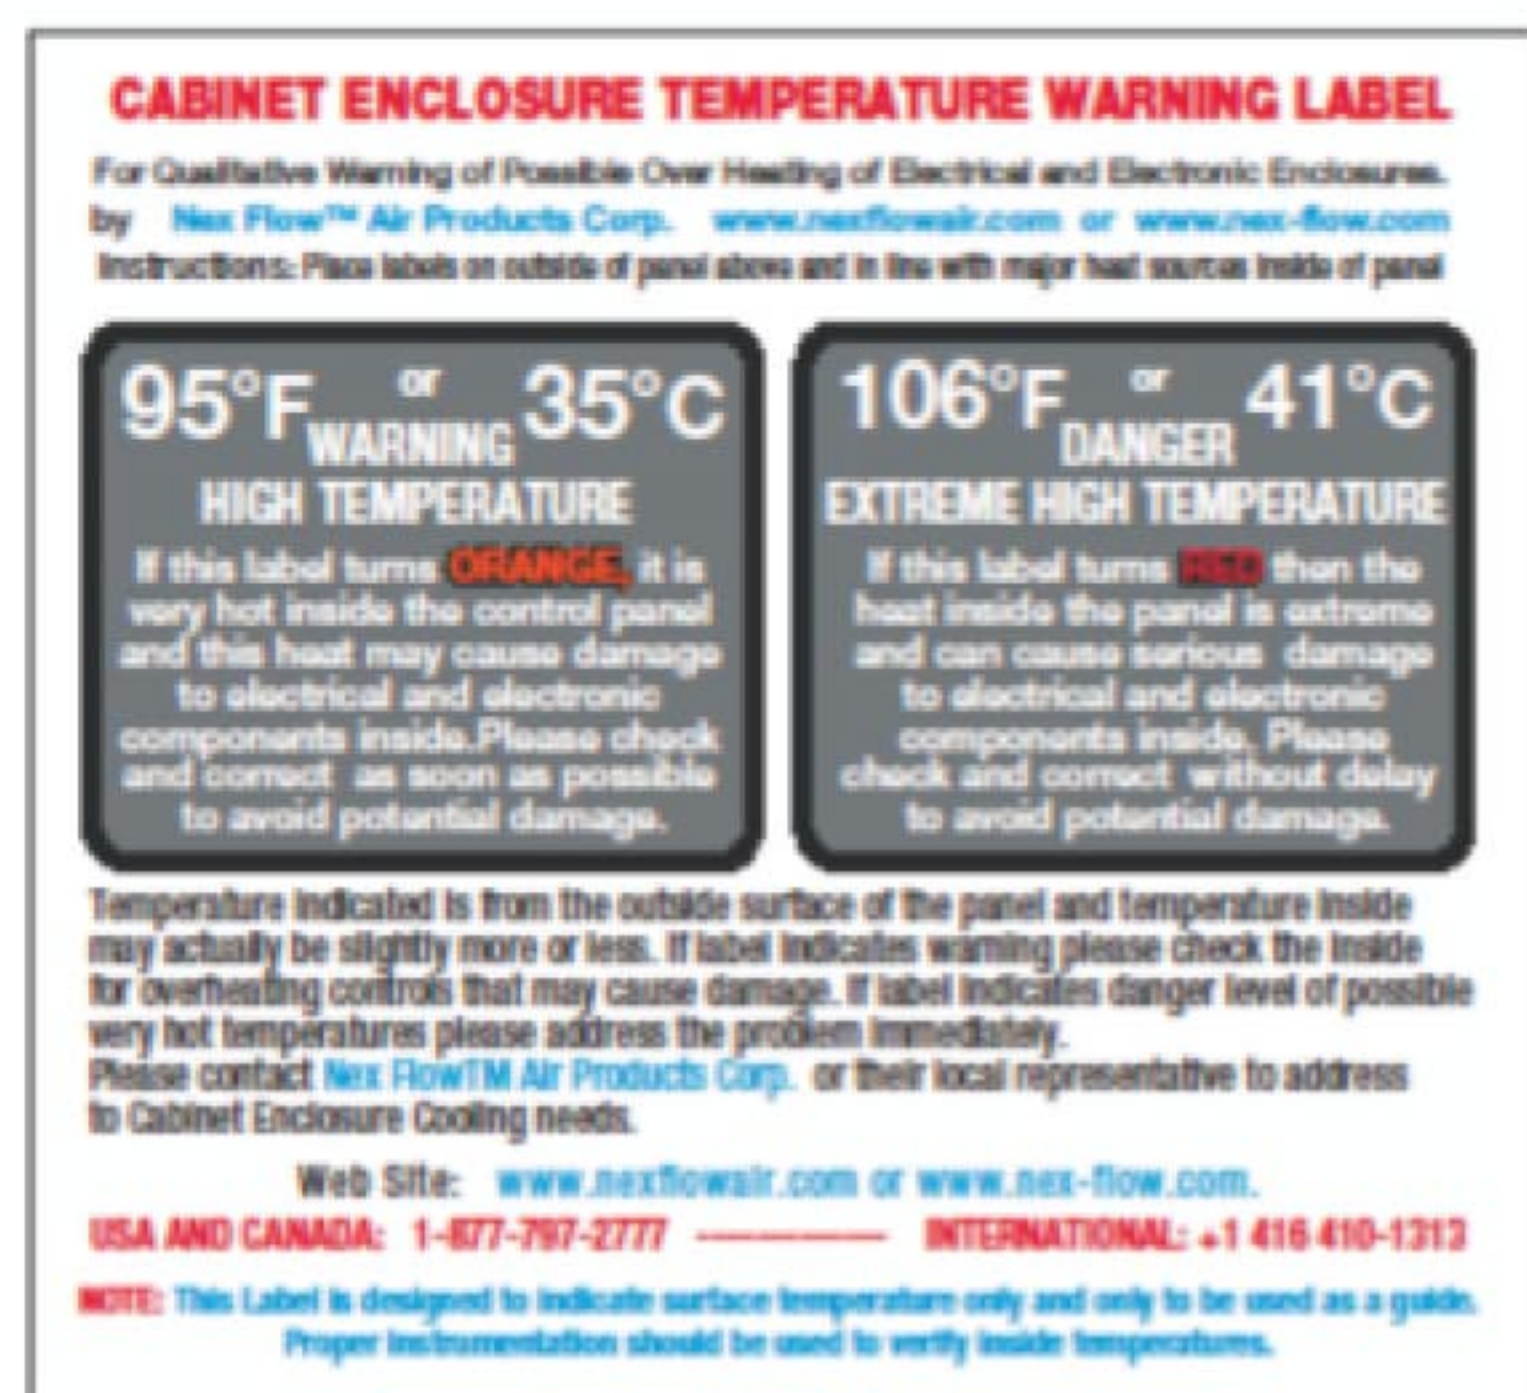 CABINET ENCLOSURE TEMPERATURE WARNING LABEL
For Qualitative Warning of Possible Over Heating of Electrical and Electronic Enclosures.
by Nex Flow™ Air Products Corp. www.nexflowair.com or www.nex-flow.com
Instructions: Place labels on outside of panel above and in line with major heat sources inside of panel
95°F or 35°C
WARNING
HIGH TEMPERATURE
If this label turns ORANGE, it is
very hot inside the control panel
and this heat may cause damage
to electrical and electronic
components inside.Please check
and correct as soon as possible
to avoid potential damage.
106°F or 41°C
DANGER
EXTREME HIGH TEMPERATURE
If this label turns RED then the
heat inside the panel is extreme
and can cause serious damage
to electrical and electronic
components inside. Please
check and correct without delay
to avoid potential damage.
Temperature indicated is from the outside surface of the panel and temperature inside
may actually be slightly more or less. If label indicates warning please check the inside
for overheating controls that may cause damage. If label indicates danger level of possible
very hot temperatures please address the problem immediately.
Please contact Nex FlowTM Air Products Corp. or their local representative to address
to Cabinet Enclosure Cooling needs.
Web Site: www.nexflowair.com or www.nex-flow.com.
USA AND CANADA: 1-877-797-2777 ———— INTERNATIONAL: +1 416 410-1313
NOTE: This Label is designed to indicate surface temperature only and only to be used as a guide.
Proper instrumentation should be used to verify inside temperatures.